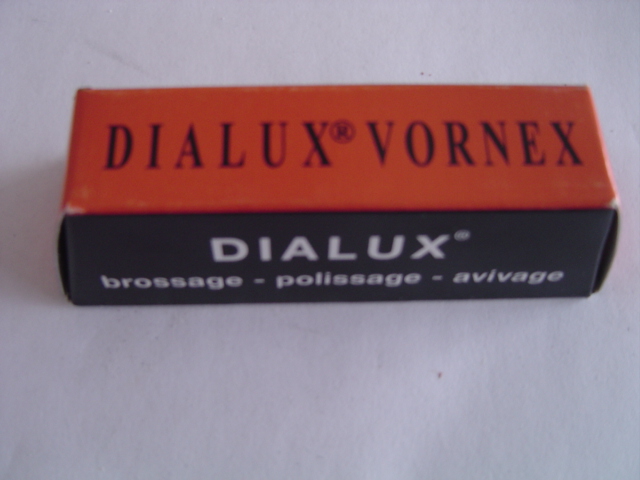 DIALUX® VORNEX
DIALUX®
brossage - polissage - avivage